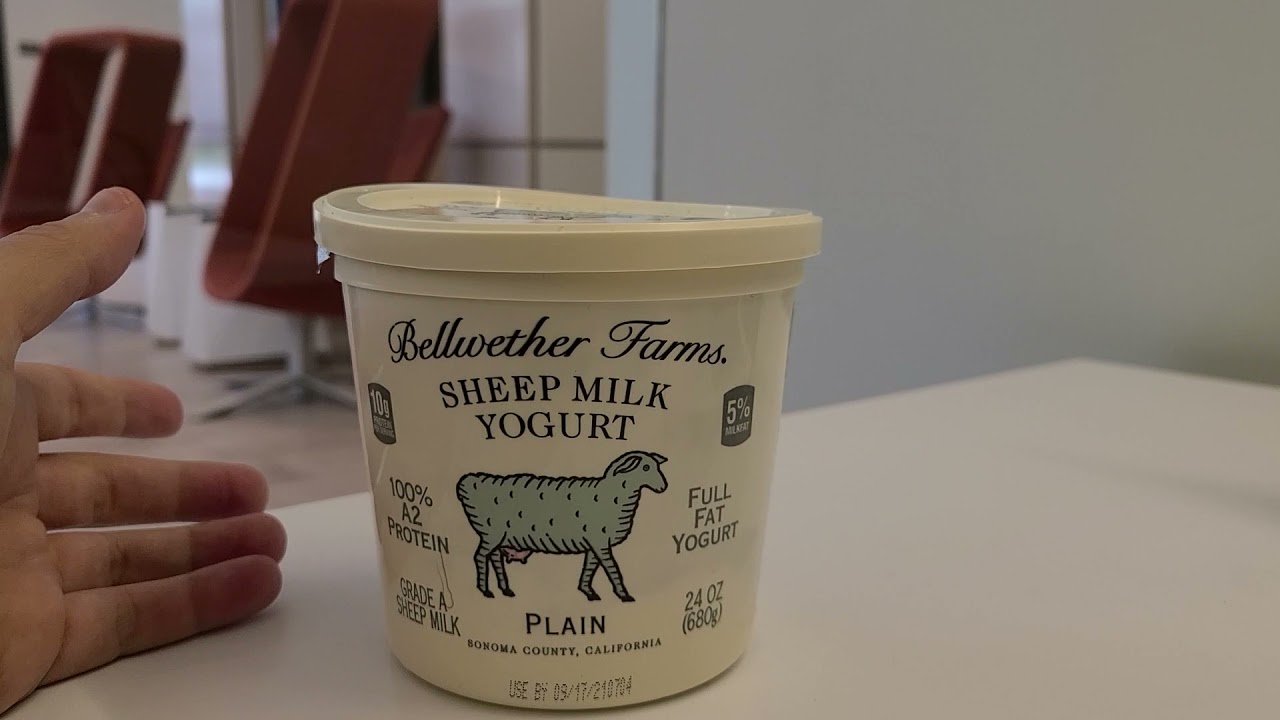 Bellwether Farms.
SHEEP MILK
YOGURT
10g
PROTEIN
5%
MILKFAT
100%
A2
PROTEIN
FULL
FAT
YOGURT
GRADE A
SHEEP MILK
24 OZ
(680g)
PLAIN
SONOMA COUNTY, CALIFORNIA
USE BY 09/17/210704